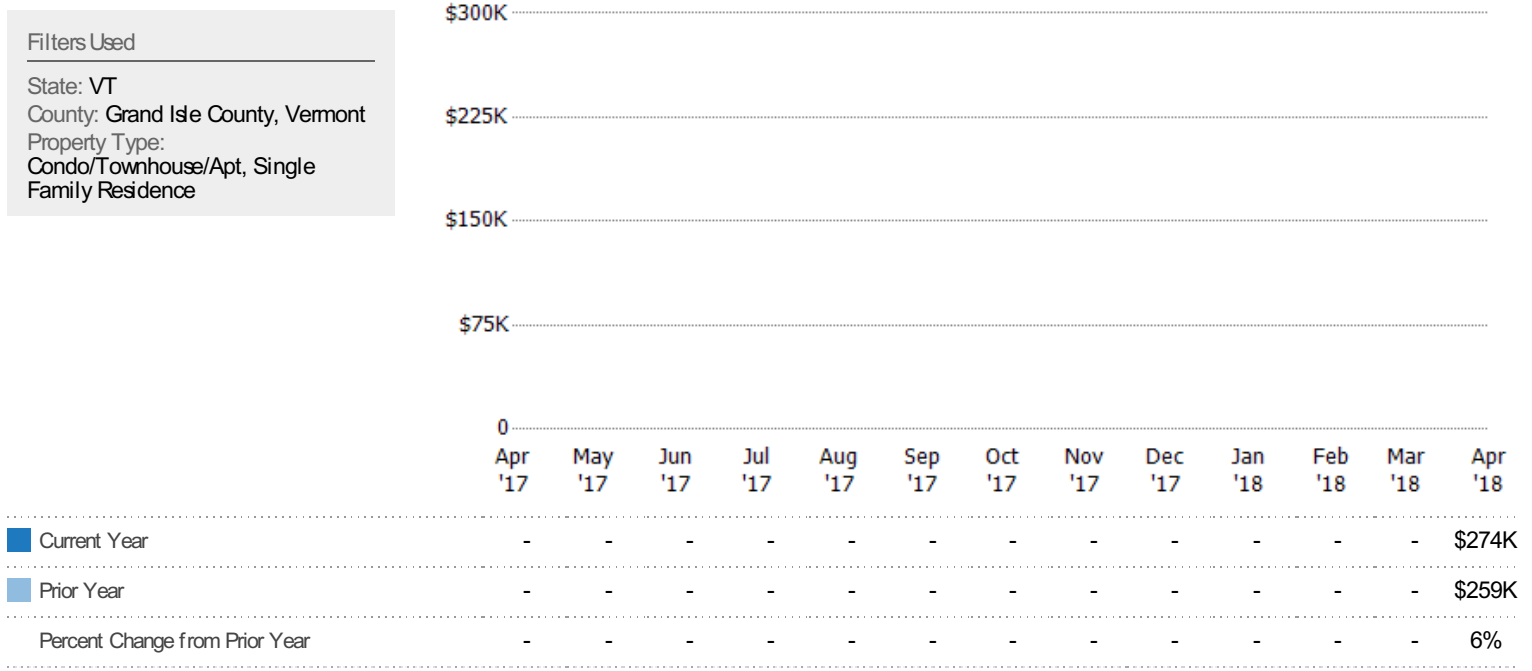 Filters Used
State: VT
County: Grand Isle County, Vermont
Property Type:
Condo/Townhouse/Apt, Single
Family Residence
$300K
$225K
$150K
$75K
0
Apr May Jun Jul Aug Sep Oct Nov Dec Jan Feb Mar Apr
'17 '17 '17 '17 '17 '17 '17 '17 '17 '18 '18 '18 '18
Current Year - - - - - - - - - - - - $274K
Prior Year - - - - - - - - - - - - $259K
Percent Change from Prior Year - - - - - - - - - - - - 6%